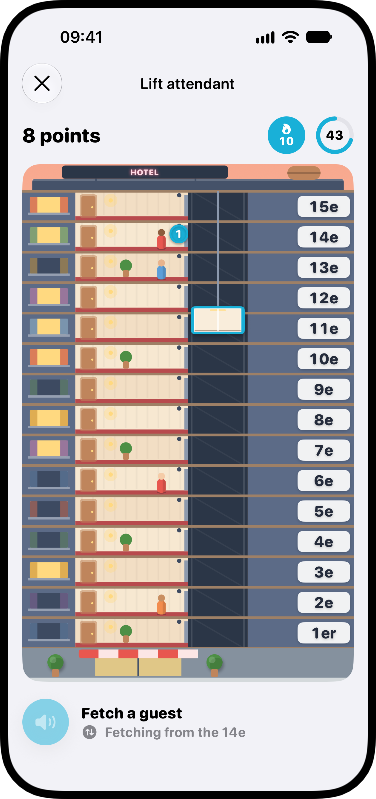 09:41
Lift attendant
8 points
10
43
HOTEL
15e
14e
1
13e
12e
11e
10e
9e
8e
7e
6e
5e
4e
3e
2e
1er
Fetch a guest
Fetching from the 14e